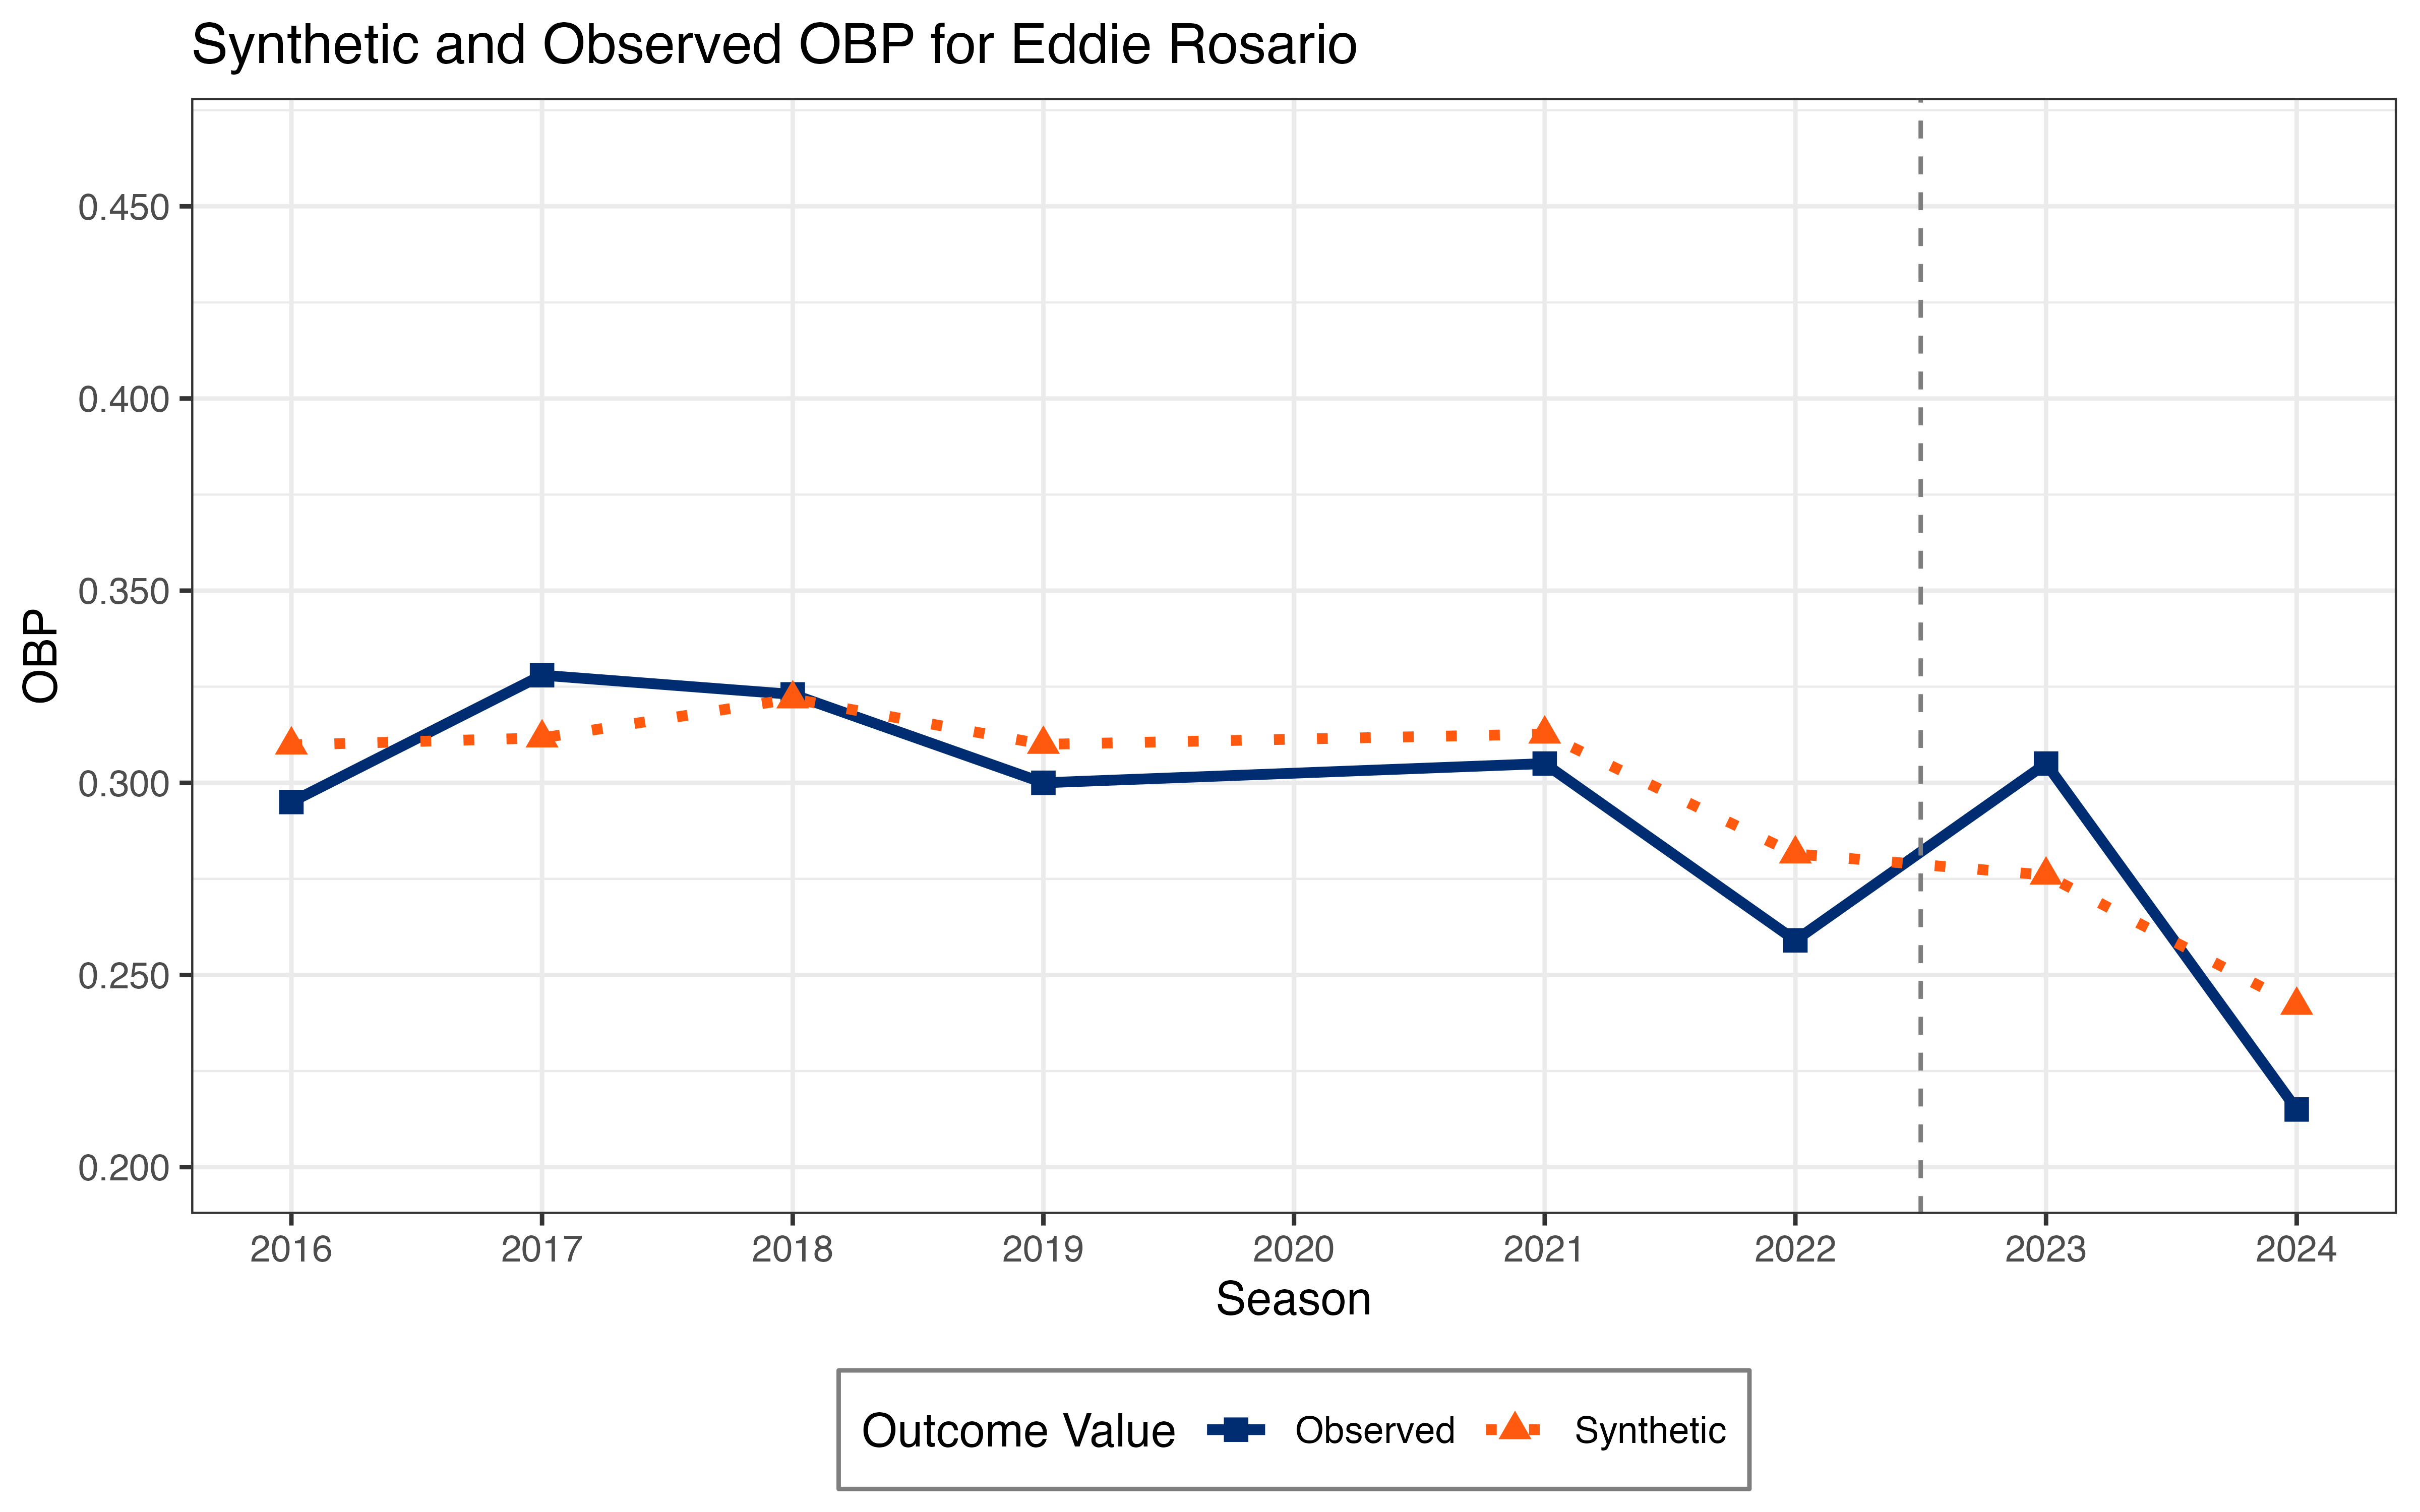 Synthetic and Observed OBP for Eddie Rosario
OBP
0.450
0.400
0.350
0.300
0.250
0.200
2016 2017 2018 2019 2020 2021 2022 2023 2024
Season
Outcome Value Observed Synthetic